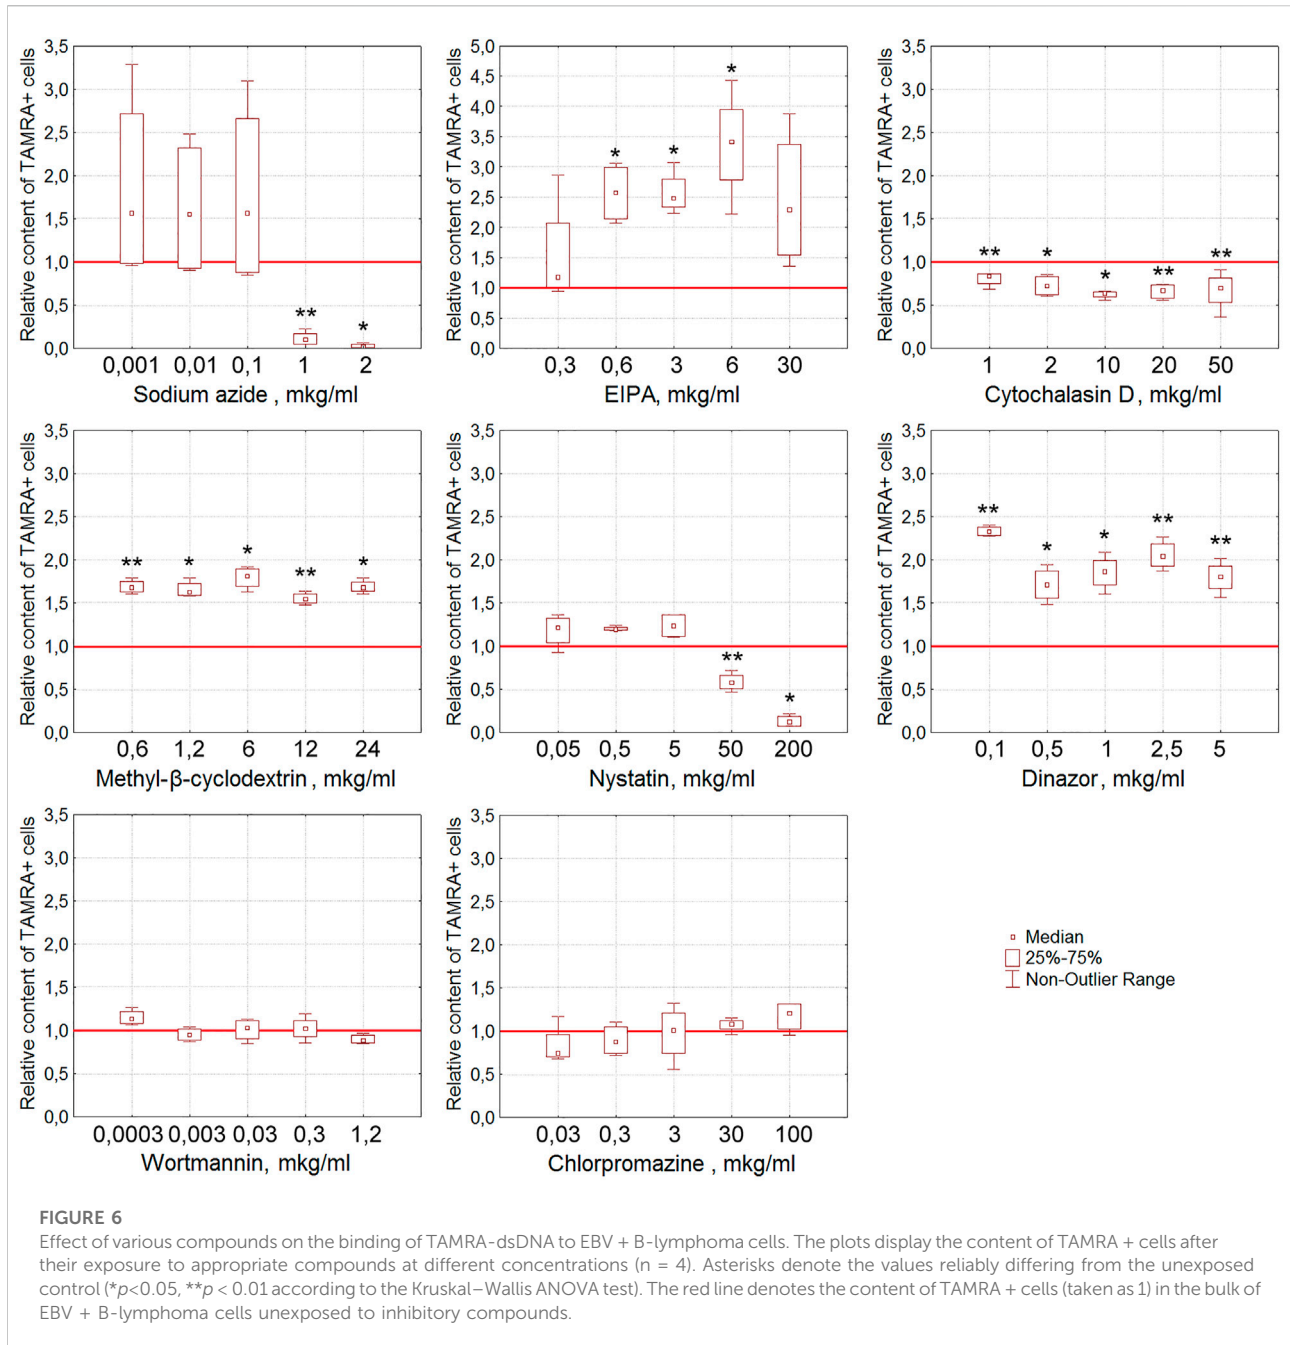 Relative content of TAMRA+ cells
3,5
3,0
2,5
2,0
1,5
1,0
0,5
0,0
** *
0,001 0,01 0,1 1 2
Sodium azide , mkg/ml
Relative content of TAMRA+ cells
5,0
4,5
4,0
3,5
3,0
2,5
2,0
1,5
1,0
0,5
0,0
* * *
0,3 0,6 3 6 30
EIPA, mkg/ml
Relative content of TAMRA+ cells
3,5
3,0
2,5
2,0
1,5
1,0
0,5
0,0
** * * ** **
1 2 10 20 50
Cytochalasin D, mkg/ml
Relative content of TAMRA+ cells
3,5
3,0
2,5
2,0
1,5
1,0
0,5
0,0
** * * ** *
0,6 1,2 6 12 24
Methyl-β-cyclodextrin , mkg/ml
Relative content of TAMRA+ cells
3,5
3,0
2,5
2,0
1,5
1,0
0,5
0,0
** *
0,05 0,5 5 50 200
Nystatin, mkg/ml
Relative content of TAMRA+ cells
3,5
3,0
2,5
2,0
1,5
1,0
0,5
0,0
** * * ** **
0,1 0,5 1 2,5 5
Dinazor, mkg/ml
Relative content of TAMRA+ cells
3,5
3,0
2,5
2,0
1,5
1,0
0,5
0,0
0,0003 0,003 0,03 0,3 1,2
Wortmannin, mkg/ml
Relative content of TAMRA+ cells
3,5
3,0
2,5
2,0
1,5
1,0
0,5
0,0
0,03 0,3 3 30 100
Chlorpromazine , mkg/ml
Median
25%-75%
Non-Outlier Range
FIGURE 6
Effect of various compounds on the binding of TAMRA-dsDNA to EBV + B-lymphoma cells. The plots display the content of TAMRA + cells after
their exposure to appropriate compounds at different concentrations (n = 4). Asterisks denote the values reliably differing from the unexposed
control (*p<0.05, **p < 0.01 according to the Kruskal–Wallis ANOVA test). The red line denotes the content of TAMRA + cells (taken as 1) in the bulk of
EBV + B-lymphoma cells unexposed to inhibitory compounds.